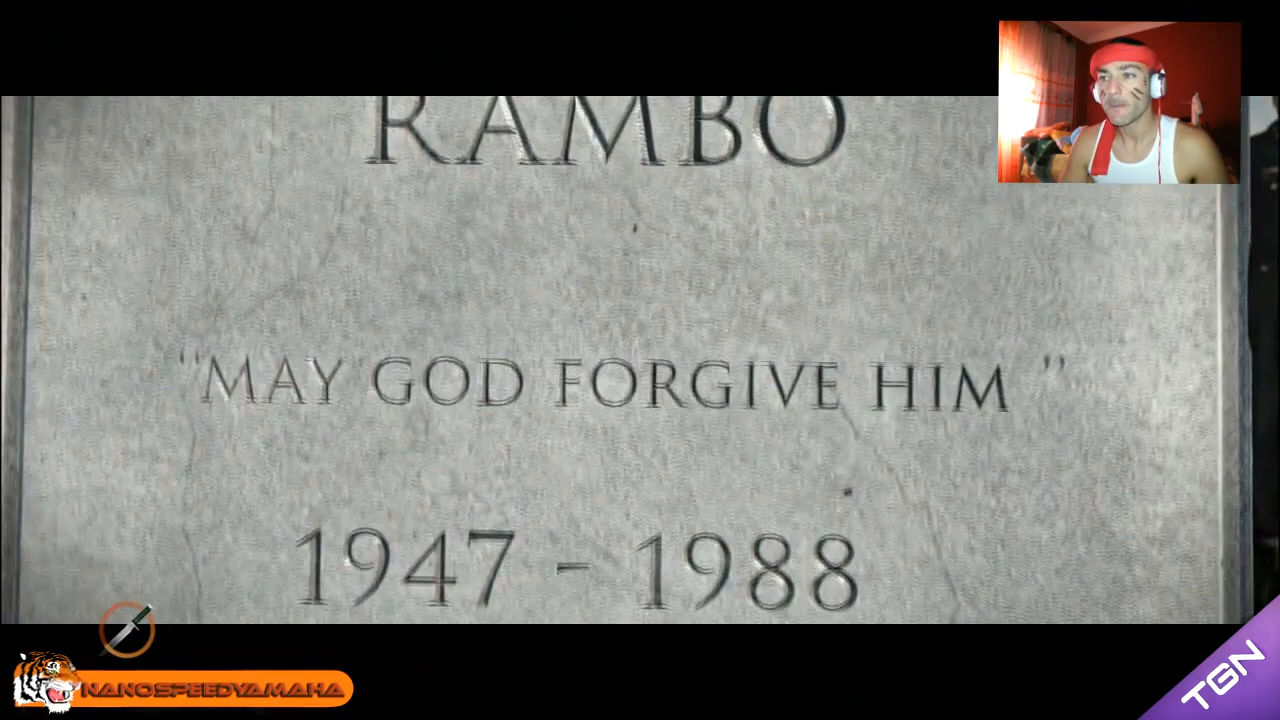 RAMBO
"MAY GOD FORGIVE HIM "
1947 - 1988
NANOSPEEDYAMAHA
TGN